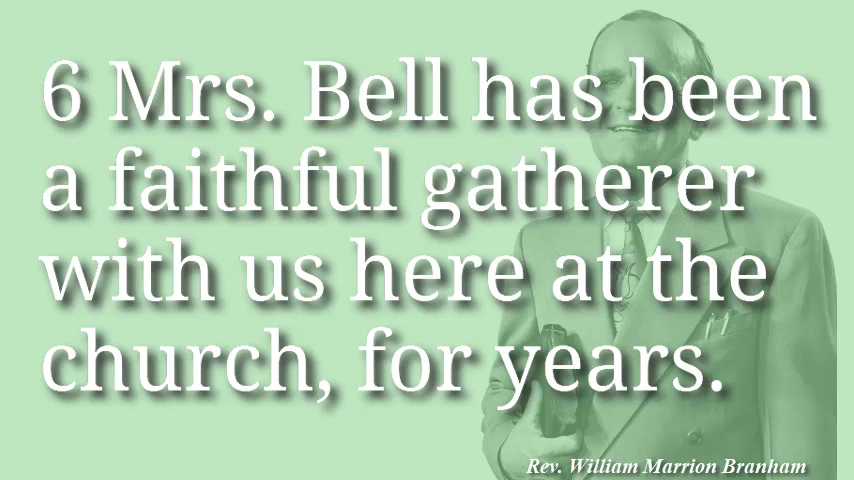 6 Mrs. Bell has been
a faithful gatherer
with us here at the
church, for years.
Rev. William Marrion Branham